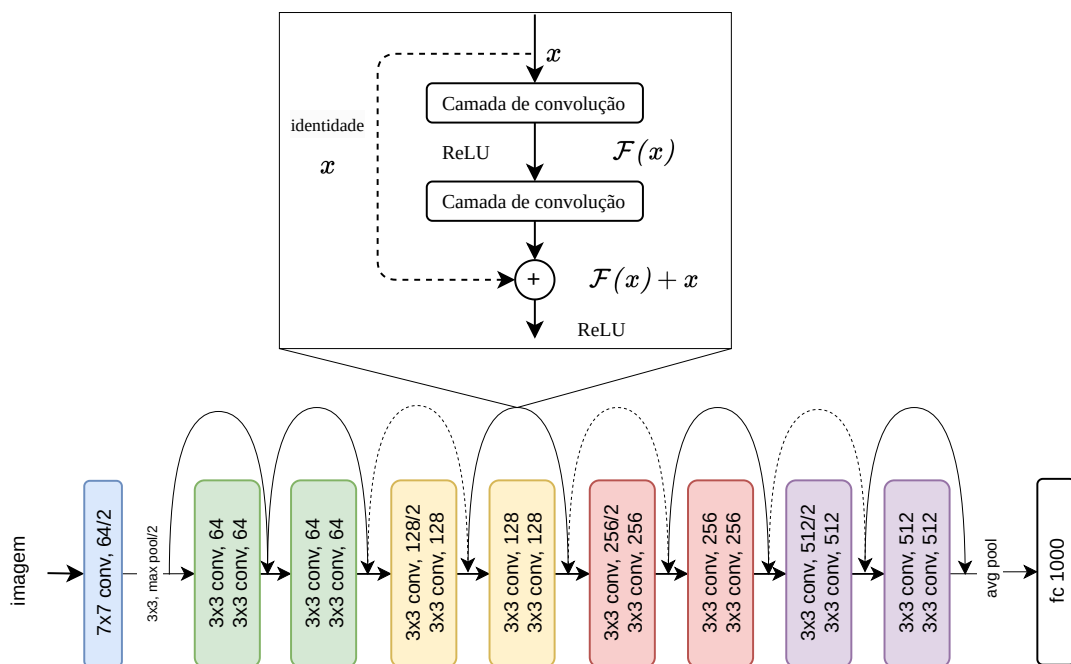 x
Camada de convolução
identidade
x
ReLU
F(x)
Camada de convolução
+
F(x) + x
ReLU
imagem
7x7 conv, 64/2
3x3, max pool/2
3x3 conv, 64
3x3 conv, 64
3x3 conv, 64
3x3 conv, 64
3x3 conv, 128/2
3x3 conv, 128
3x3 conv, 128
3x3 conv, 128
3x3 conv, 256/2
3x3 conv, 256
3x3 conv, 256
3x3 conv, 256
3x3 conv, 512/2
3x3 conv, 512
3x3 conv, 512
3x3 conv, 512
avg pool
fc 1000